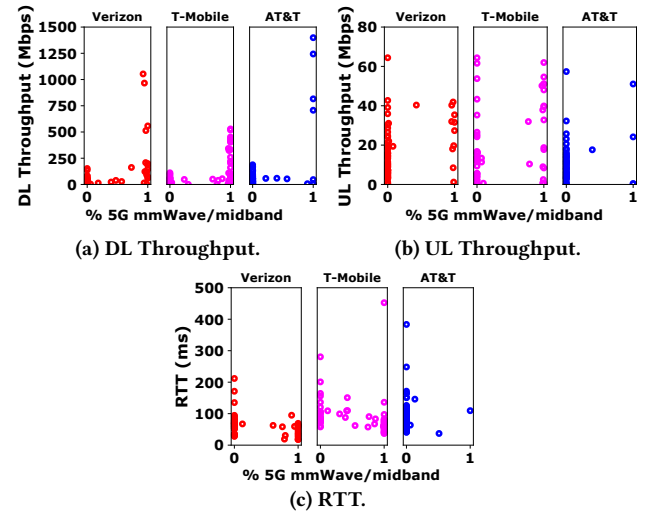 Verizon T-Mobile AT&T
DL Throughput (Mbps)
1500
1250
1000
750
500
250
0
0 1 0 1 0 1
% 5G mmWave/midband
(a) DL Throughput.
Verizon T-Mobile AT&T
UL Throughput (Mbps)
80
60
40
20
0
0 1 0 1 0 1
% 5G mmWave/midband
(b) UL Throughput.
Verizon T-Mobile AT&T
RTT (ms)
500
400
300
200
100
0
0 1 0 1 0 1
% 5G mmWave/midband
(c) RTT.